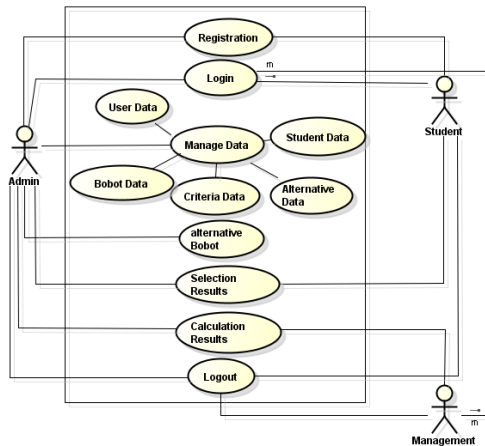 Registration
m
Login
User Data
Student
Manage Data
Student Data
Admin
Bobot Data
Criteria Data
Alternative
Data
alternative
Bobot
Selection
Results
Calculation
Results
Logout
m
Management